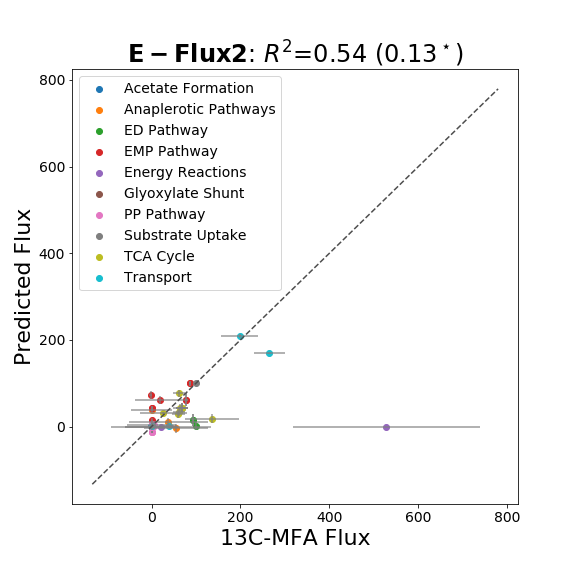 E − Flux2: R²=0.54 (0.13*)
Acetate Formation
Anaplerotic Pathways
ED Pathway
EMP Pathway
Energy Reactions
Glyoxylate Shunt
PP Pathway
Substrate Uptake
TCA Cycle
Transport
Predicted Flux
800
600
400
200
0
0 200 400 600 800
13C-MFA Flux